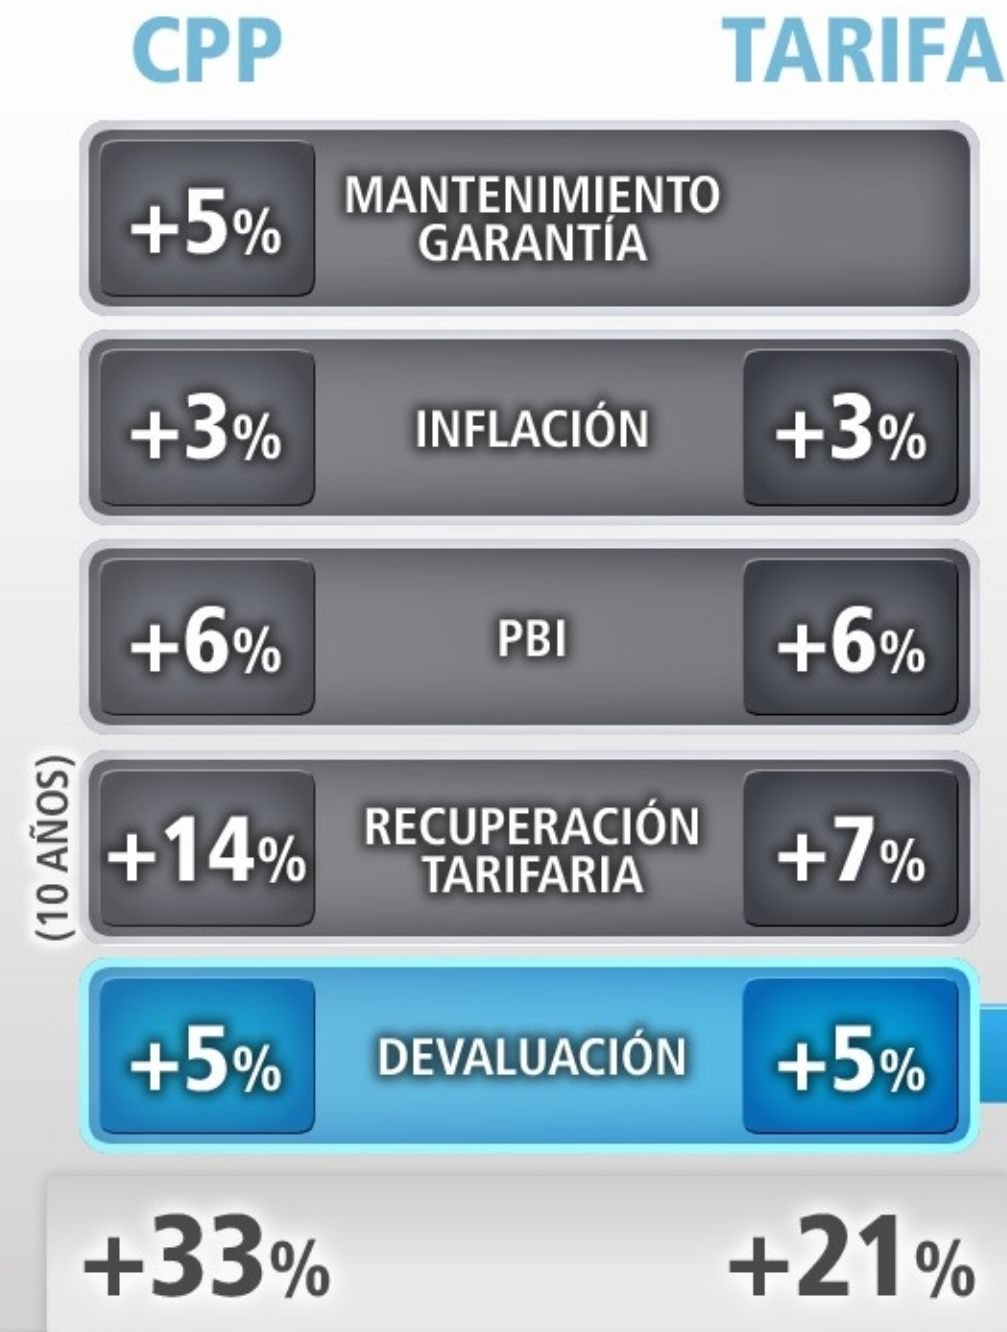 CPP TARIFA
+5% MANTENIMIENTO
GARANTÍA
+3% INFLACIÓN +3%
+6% PBI +6%
(10 AÑOS)
+14% RECUPERACIÓN
TARIFARIA +7%
+5% DEVALUACIÓN +5%
+33% +21%